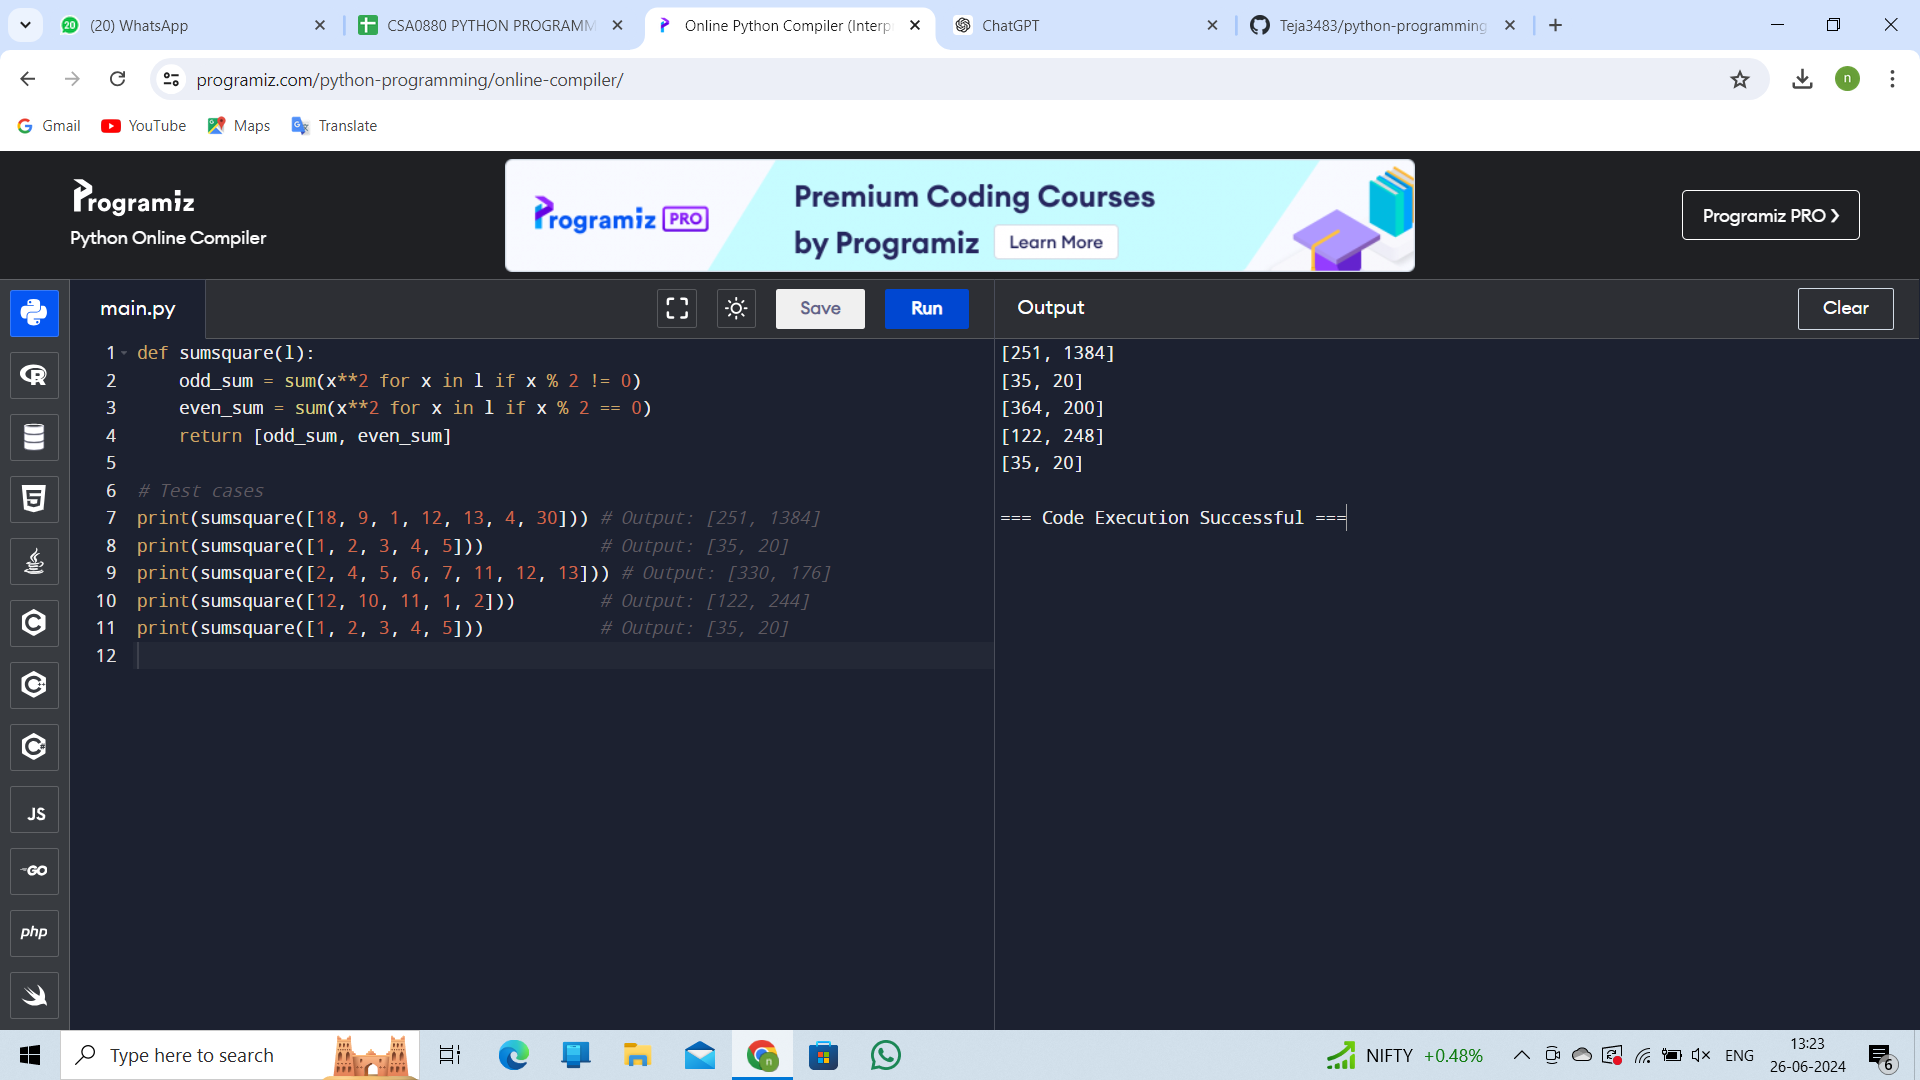 (20) WhatsApp
CSA0880 PYTHON PROGRAMM
Online Python Compiler (Interp
ChatGPT
Teja3483/python-programming
programiz.com/python-programming/online-compiler/
n
Gmail
YouTube
Maps
Translate
Programiz
Python Online Compiler
Programiz PRO
Premium Coding Courses
by Programiz
Learn More
Programiz PRO ❯
main.py
Save
Run
Output
Clear
1 def sumsquare(l):
2     odd_sum = sum(x**2 for x in l if x % 2 != 0)
3     even_sum = sum(x**2 for x in l if x % 2 == 0)
4     return [odd_sum, even_sum]
5
6 # Test cases
7 print(sumsquare([18, 9, 1, 12, 13, 4, 30])) # Output: [251, 1384]
8 print(sumsquare([1, 2, 3, 4, 5]))           # Output: [35, 20]
9 print(sumsquare([2, 4, 5, 6, 7, 11, 12, 13])) # Output: [330, 176]
10 print(sumsquare([12, 10, 11, 1, 2]))        # Output: [122, 244]
11 print(sumsquare([1, 2, 3, 4, 5]))           # Output: [35, 20]
12
[251, 1384]
[35, 20]
[364, 200]
[122, 248]
[35, 20]
=== Code Execution Successful ===
R
5
C
C
C
JS
GO
php
Type here to search
n
NIFTY +0.48%
ENG
13:23
26-06-2024
6